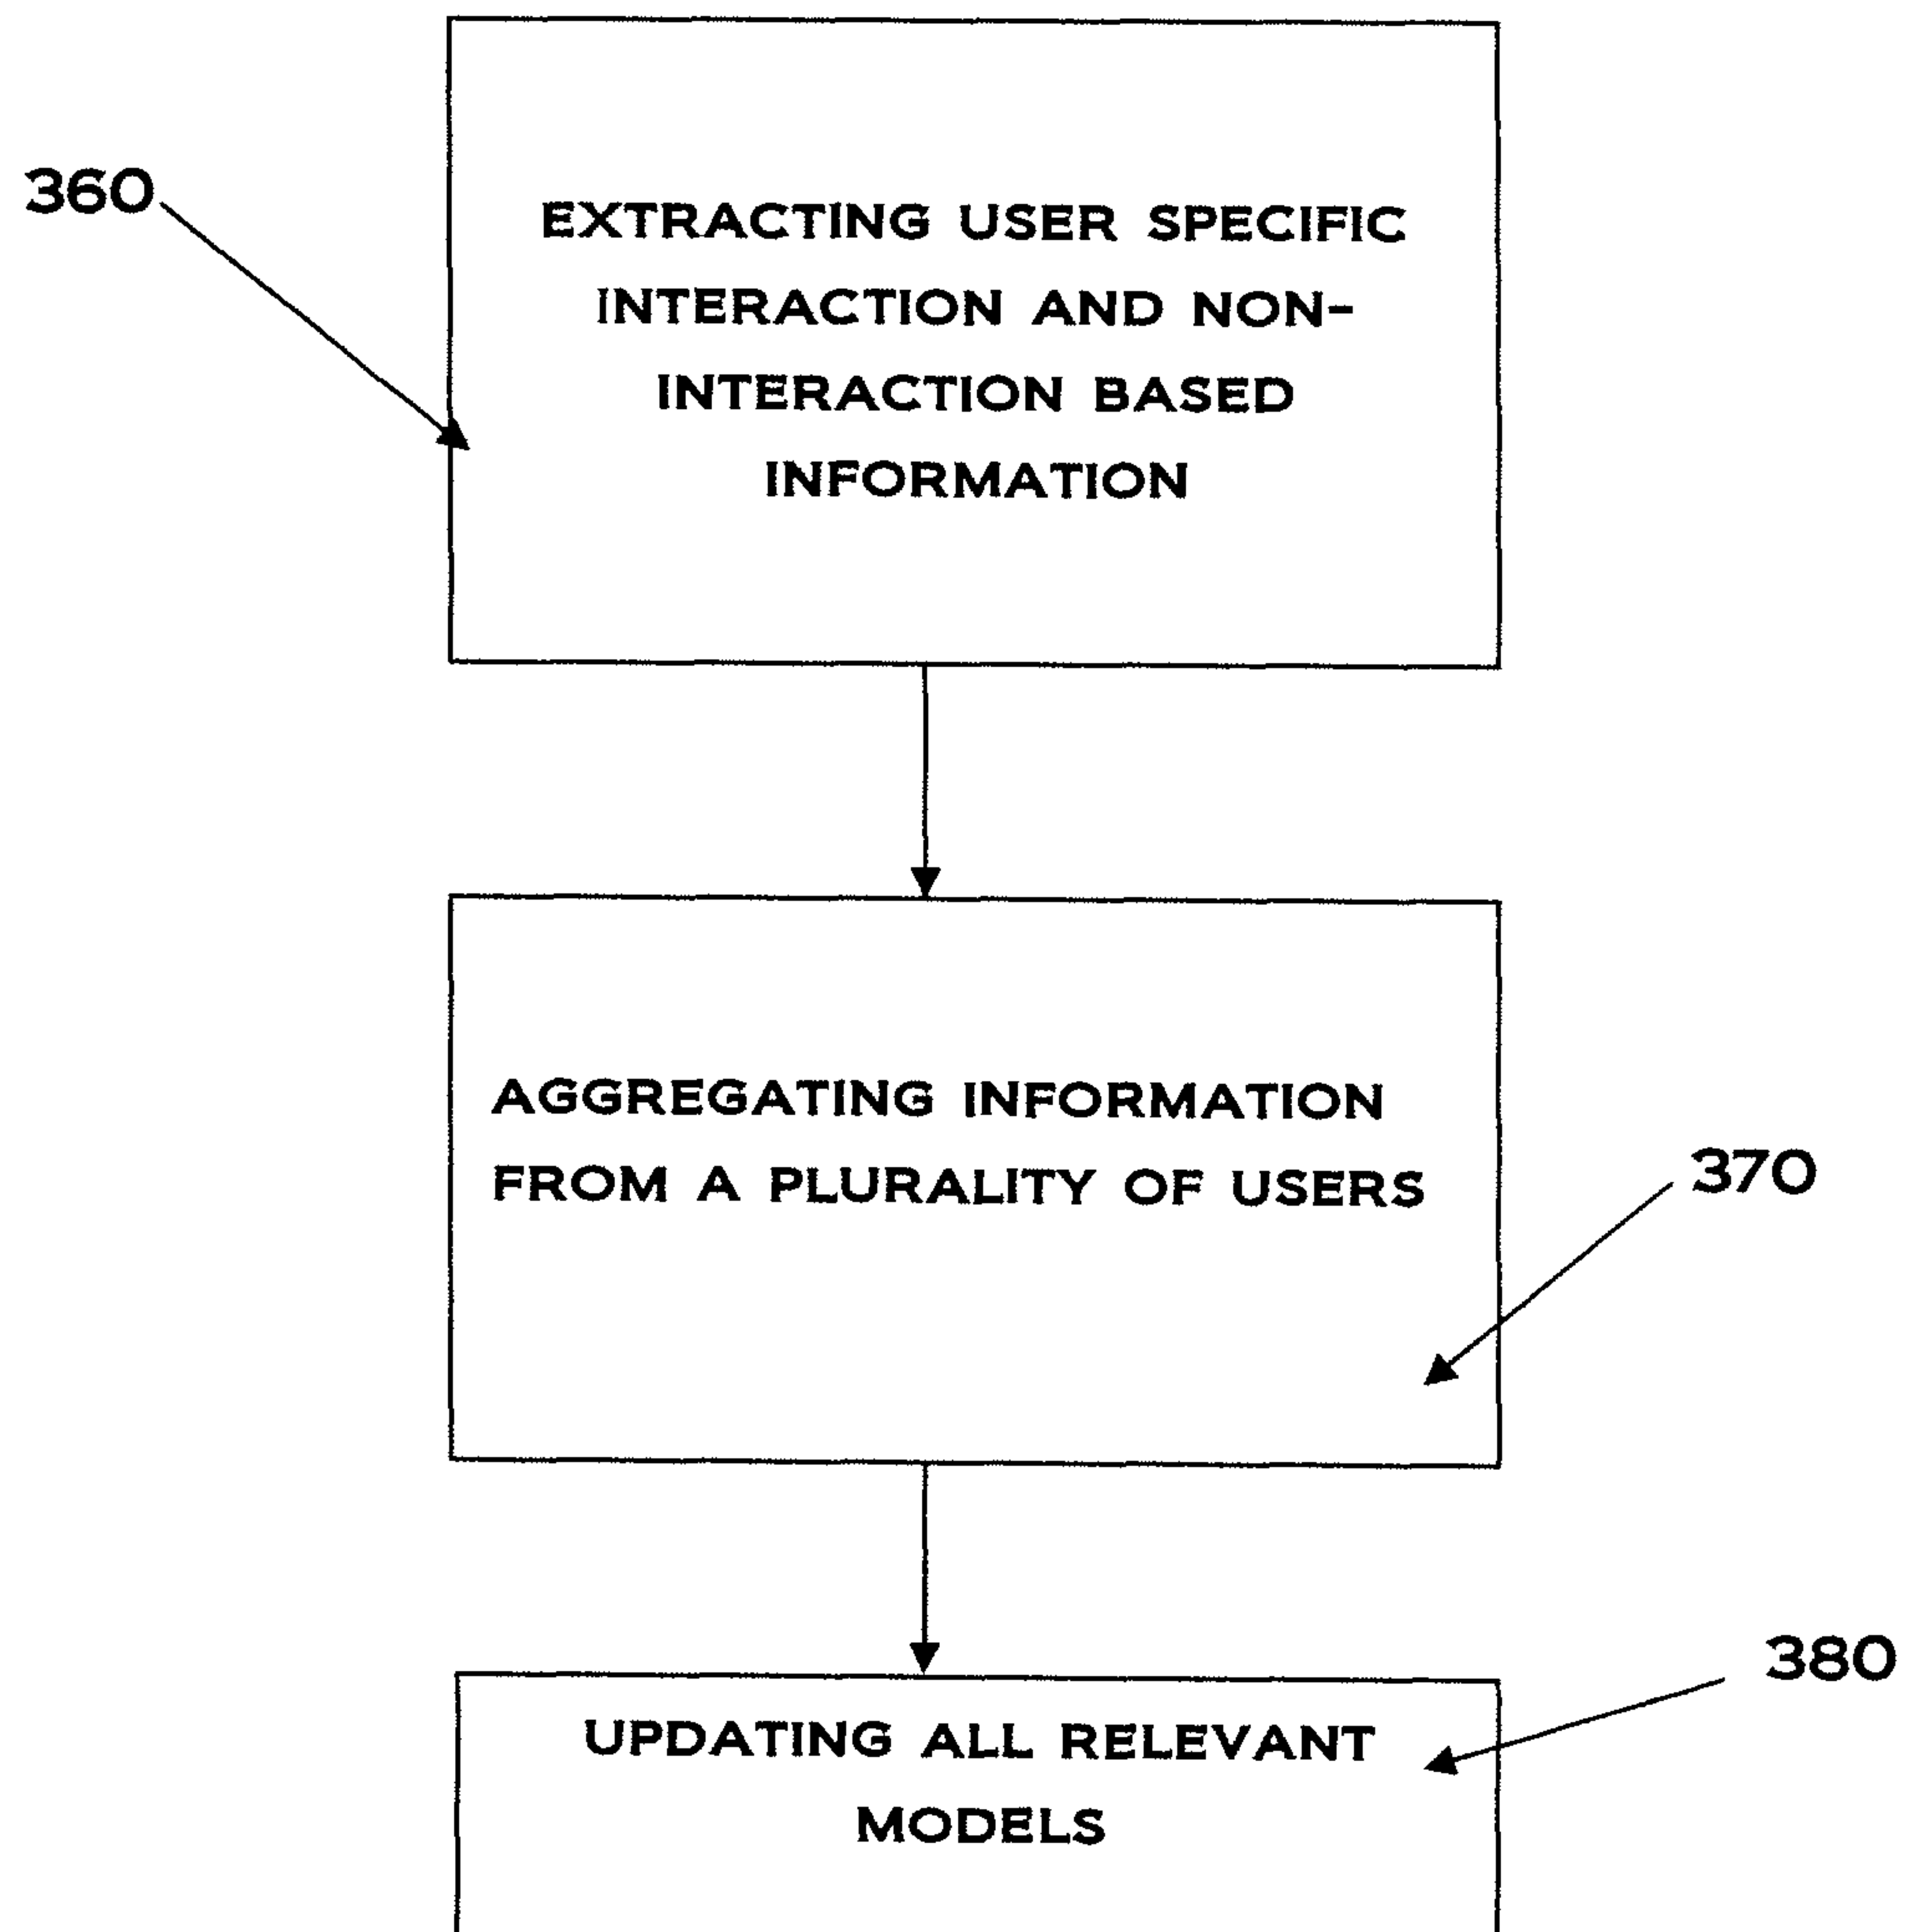 360
EXTRACTING USER SPECIFIC
INTERACTION AND NON-
INTERACTION BASED
INFORMATION
AGGREGATING INFORMATION
FROM A PLURALITY OF USERS
370
380
UPDATING ALL RELEVANT
MODELS